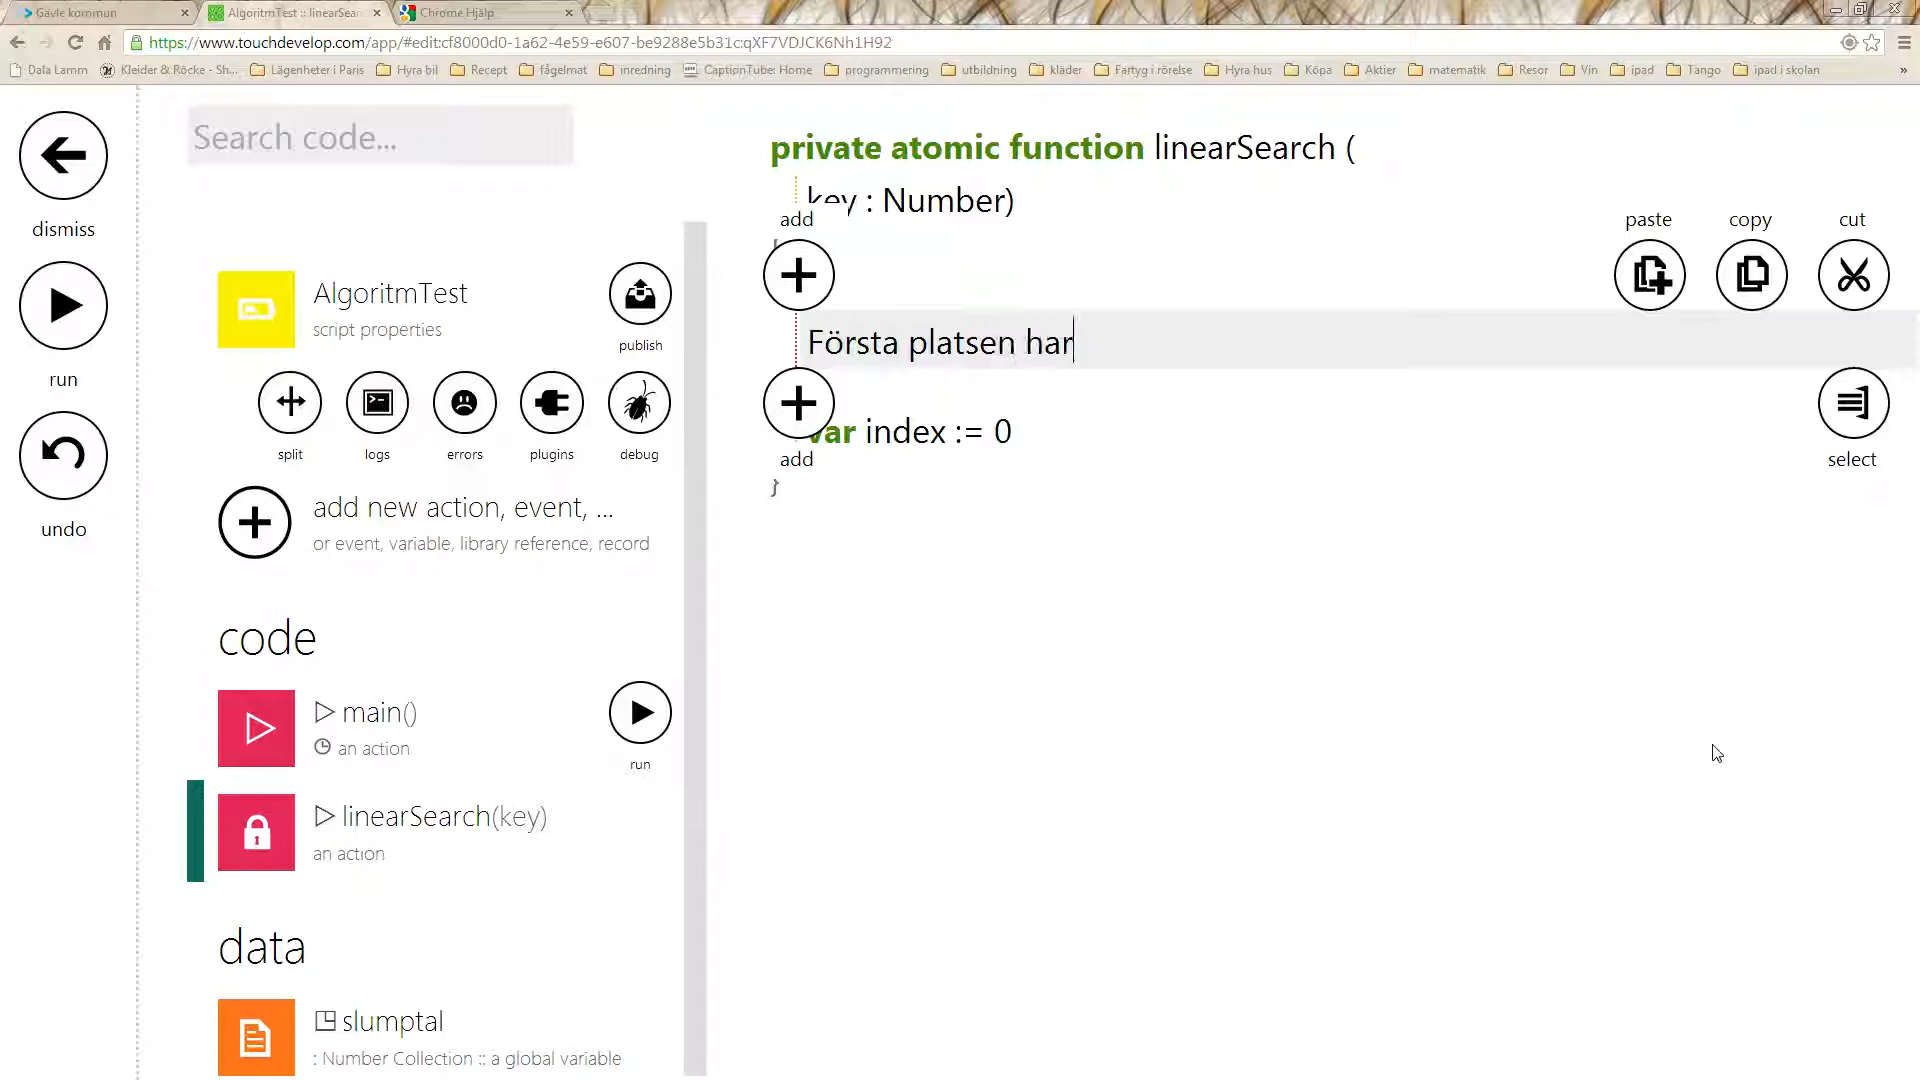 Gävle kommun
AlgoritmTest :: linearSear
Chrome Hjälp
https://www.touchdevelop.com/app/#edit:cf8000d0-1a62-4e59-e607-be9288e5b31c:qXF7VDJCK6Nh1H92
Dala Lamm
Kleider & Röcke - Sh...
Lägenheter i Paris
Hyra bil
Recept
fågelmat
inredning
CaptionTube: Home
programmering
utbildning
kläder
Fartyg i rörelse
Hyra hus
Köpa
Aktier
matematik
Resor
Vin
ipad
Tango
ipad i skolan
»
dismiss
run
undo
Search code...
AlgoritmTest
script properties
publish
split
logs
errors
plugins
debug
add new action, event, ...
or event, variable, library reference, record
code
main()
an action
run
linearSearch(key)
an action
data
slumptal
: Number Collection :: a global variable
private atomic function linearSearch (
key : Number)
add
paste
copy
cut
Första platsen har
var index := 0
add
select
}